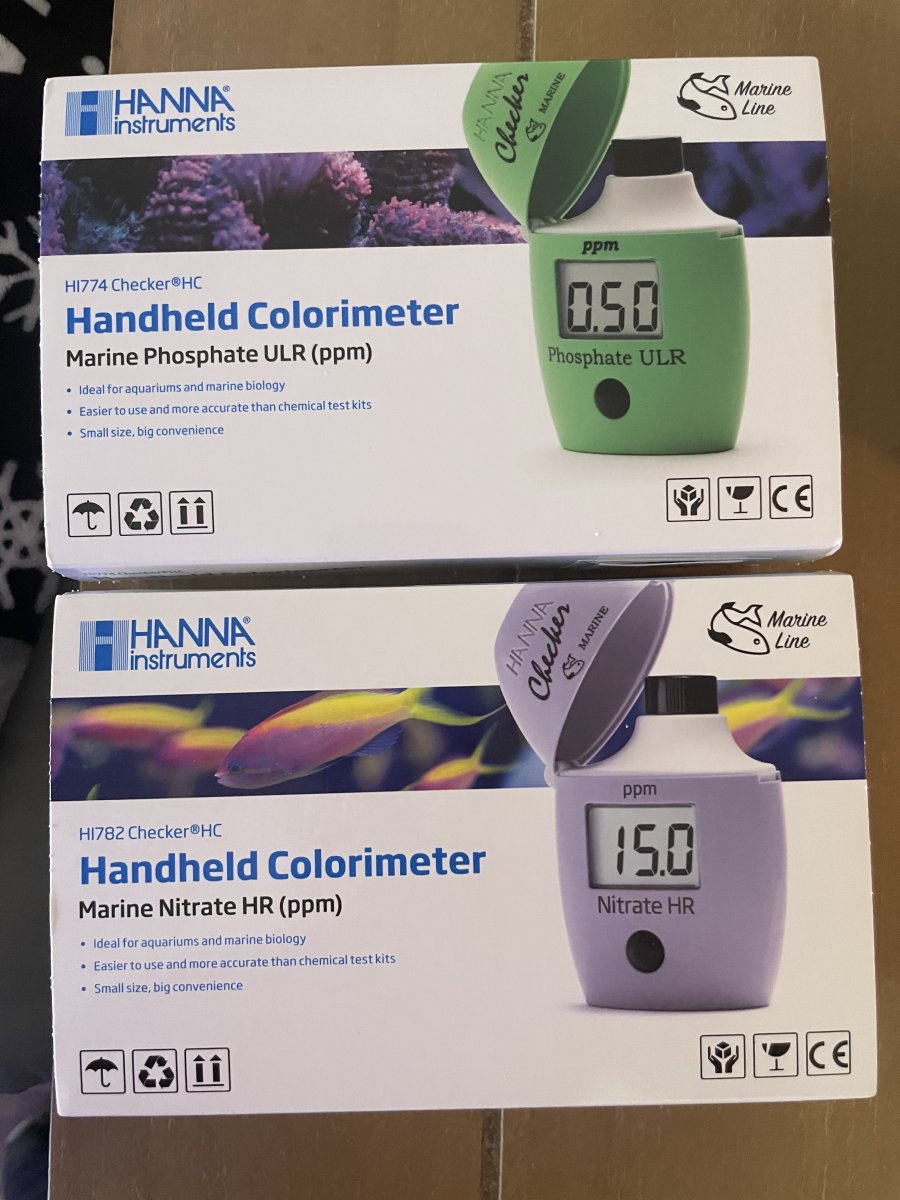 HANNA®
instruments
HANNA
Checker
MARINE
Marine
Line
ppm
0.50
Phosphate ULR
HI774 Checker®HC
Handheld Colorimeter
Marine Phosphate ULR (ppm)
• Ideal for aquariums and marine biology
• Easier to use and more accurate than chemical test kits
• Small size, big convenience
CE
HANNA®
instruments
HANNA
Checker
MARINE
Marine
Line
ppm
15.0
Nitrate HR
HI782 Checker®HC
Handheld Colorimeter
Marine Nitrate HR (ppm)
• Ideal for aquariums and marine biology
• Easier to use and more accurate than chemical test kits
• Small size, big convenience
CE